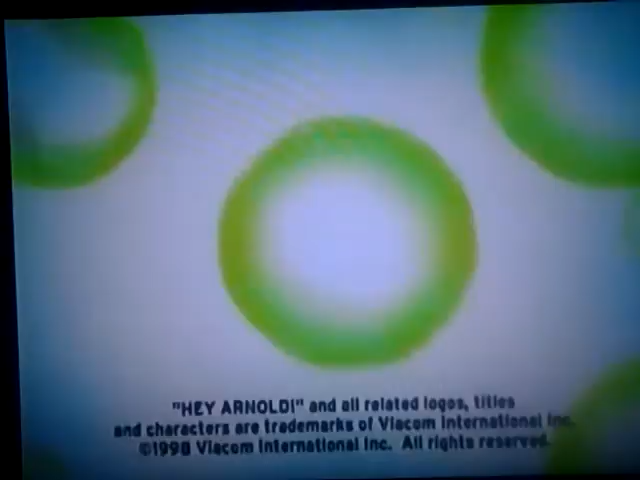 "HEY ARNOLD!" and all related logos, titles
and characters are trademarks of Viacom International Inc.
©1998 Viacom International Inc. All rights reserved.